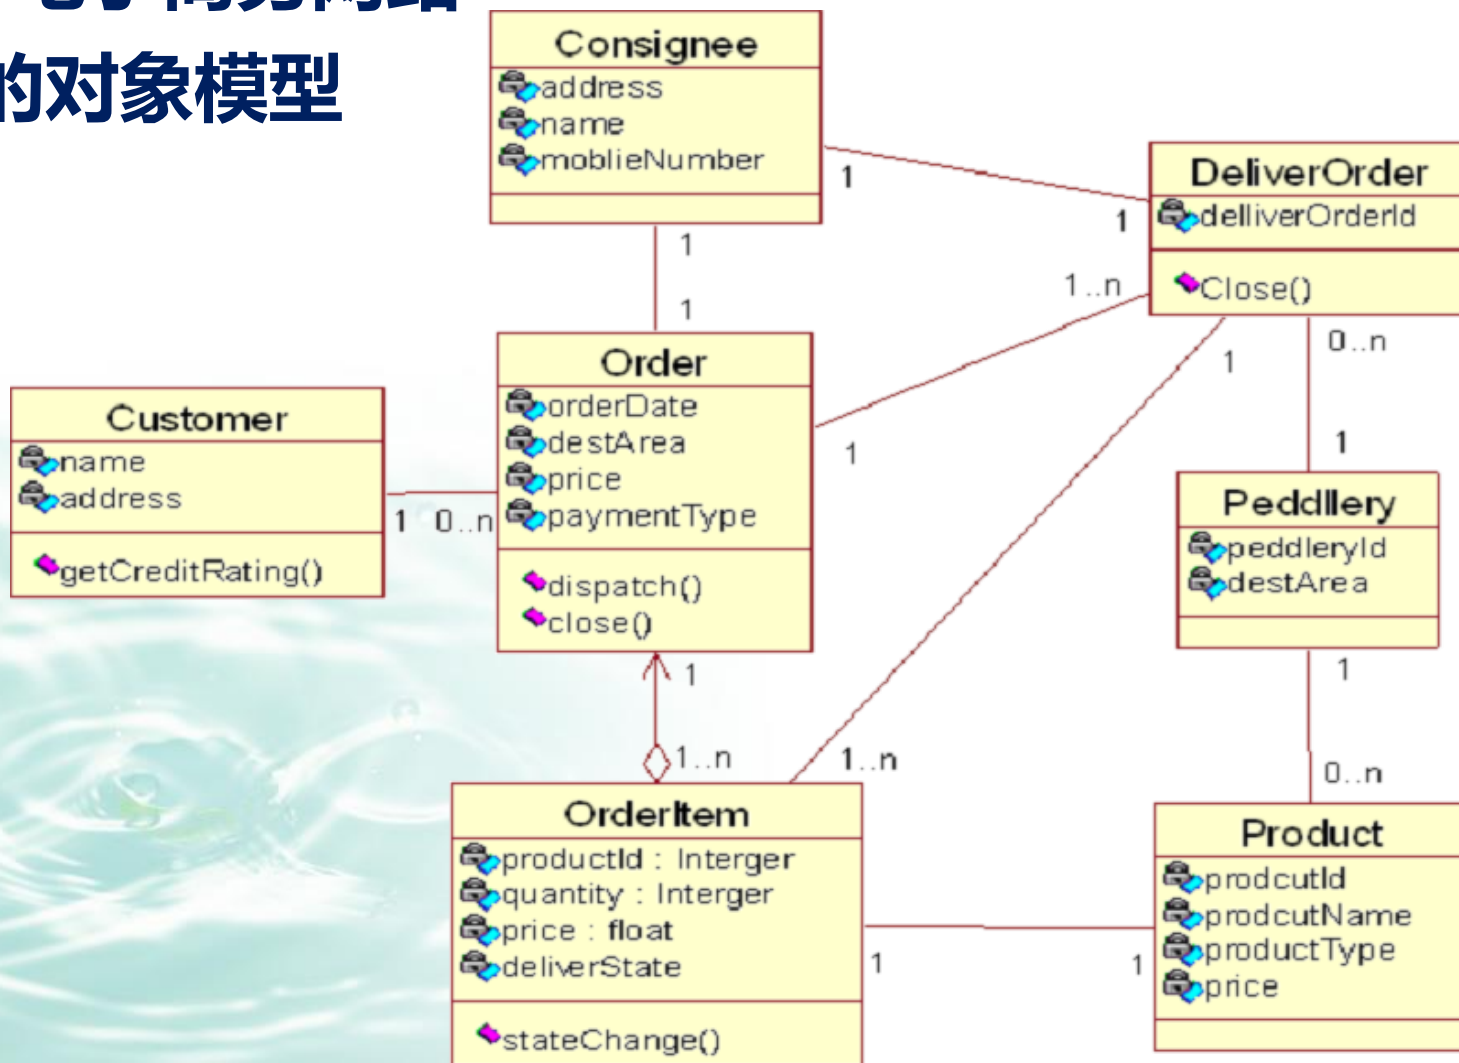 的对象模型
Consignee
address
name
moblieNumber
1
1
1
1
DeliverOrder
delliverOrderId
Close()
1..n
1
1
0..n
1
Order
orderDate
destArea
price
paymentType
dispatch()
close()
Customer
name
address
getCreditRating()
1 0..n
Peddllery
peddleryId
destArea
1
0..n
1
1..n
1..n
OrderItem
productId : Interger
quantity : Interger
price : float
deliverState
stateChange()
1
1
Product
prodcutId
prodcutName
productType
price